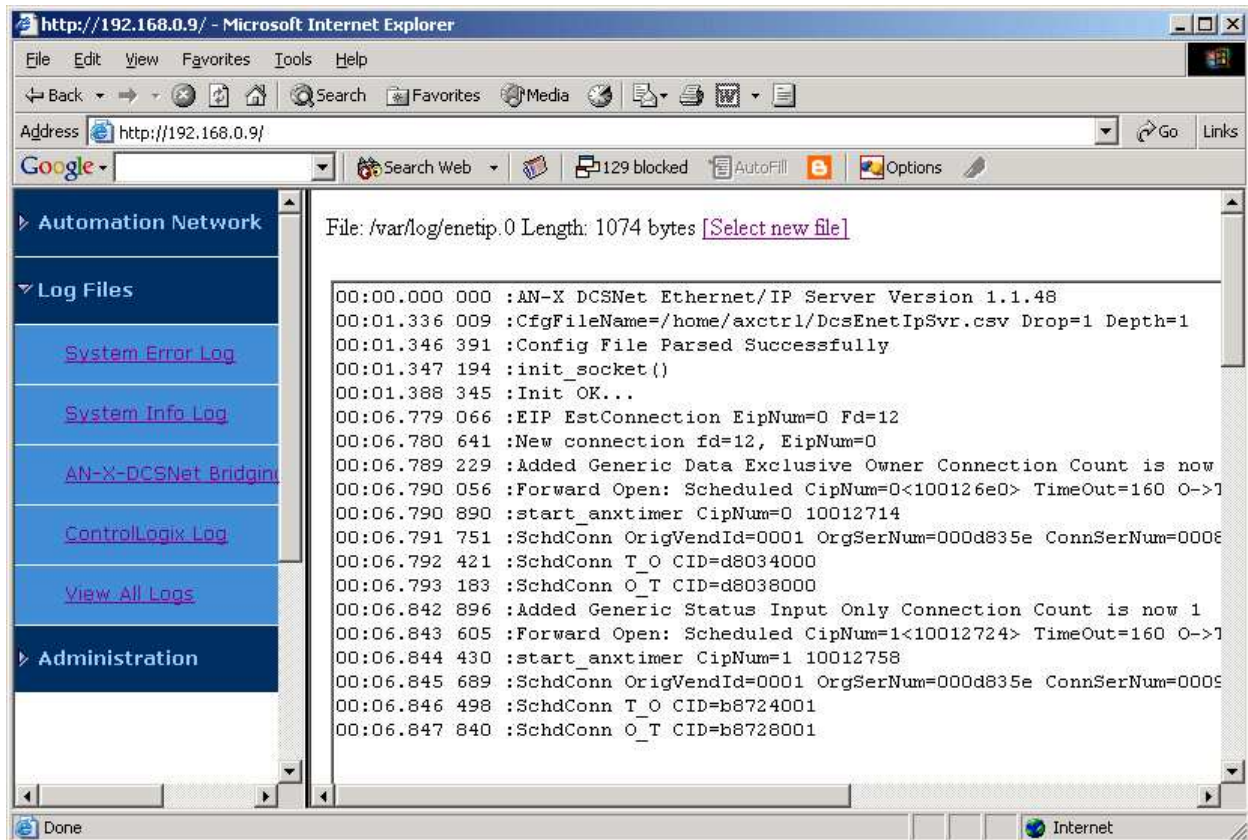 http://192.168.0.9/ - Microsoft Internet Explorer
File Edit View Favorites Tools Help
Back Search Favorites Media
Address http://192.168.0.9/ Go Links
Google Search Web 129 blocked AutoFill Options
Automation Network
Log Files
System Error Log
System Info Log
AN-X-DCSNet Bridging
ControlLogix Log
View All Logs
Administration
File: /var/log/enetip.0 Length: 1074 bytes [Select new file]
00:00.000 000 :AN-X DCSNet Ethernet/IP Server Version 1.1.48
00:01.336 009 :CfgFileName=/home/axctrl/DcsEnetIpSvr.csv Drop=1 Depth=1
00:01.346 391 :Config File Parsed Successfully
00:01.347 194 :init_socket()
00:01.388 345 :Init OK...
00:06.779 066 :EIP EstConnection EipNum=0 Fd=12
00:06.780 641 :New connection fd=12, EipNum=0
00:06.789 229 :Added Generic Data Exclusive Owner Connection Count is now
00:06.790 056 :Forward Open: Scheduled CipNum=0<100126e0> TimeOut=160 O->T
00:06.790 890 :start_anxtimer CipNum=0 10012714
00:06.791 751 :SchdConn OrigVendId=0001 OrgSerNum=000d835e ConnSerNum=0008
00:06.792 421 :SchdConn T_O CID=d8034000
00:06.793 183 :SchdConn O_T CID=d8038000
00:06.842 896 :Added Generic Status Input Only Connection Count is now 1
00:06.843 605 :Forward Open: Scheduled CipNum=1<10012724> TimeOut=160 O->T
00:06.844 430 :start_anxtimer CipNum=1 10012758
00:06.845 689 :SchdConn OrigVendId=0001 OrgSerNum=000d835e ConnSerNum=0009
00:06.846 498 :SchdConn T_O CID=b8724001
00:06.847 840 :SchdConn O_T CID=b8728001
Done Internet